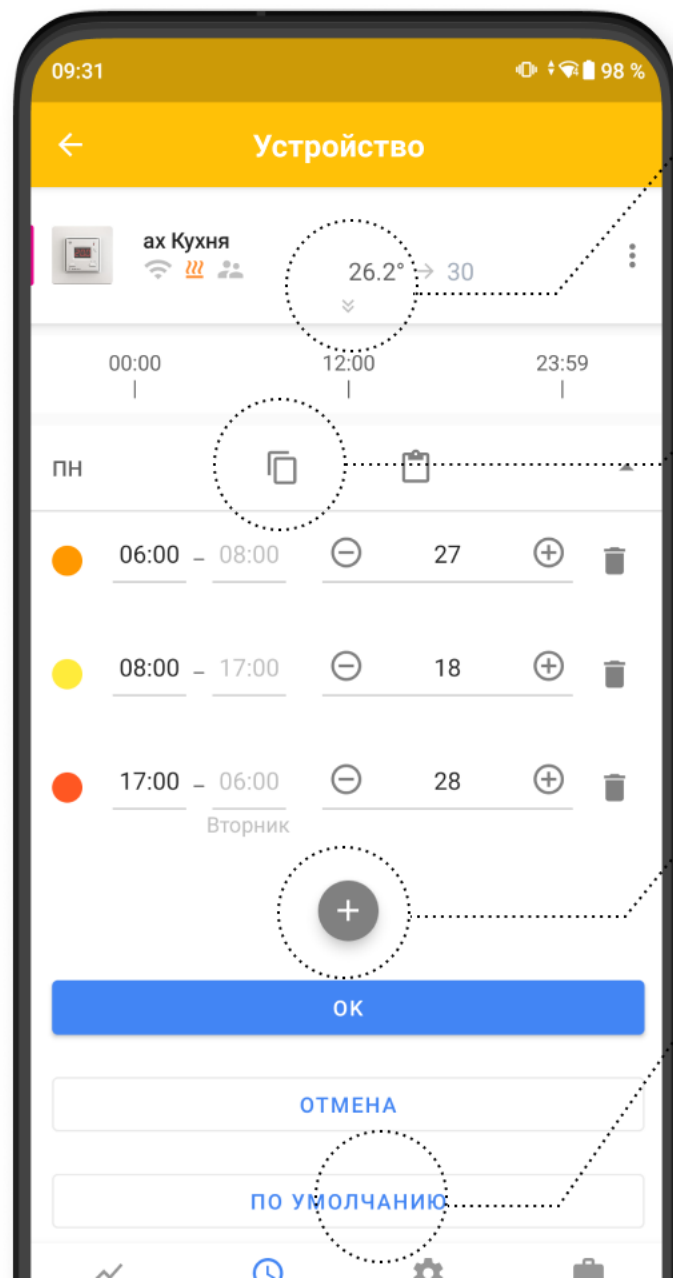 09:31 98 %
Устройство
ах Кухня
26.2° → 30
00:00 12:00 23:59
ПН
06:00 – 08:00 27
08:00 – 17:00 18
17:00 – 06:00 28
Вторник
OK
ОТМЕНА
ПО УМОЛЧАНИЮ